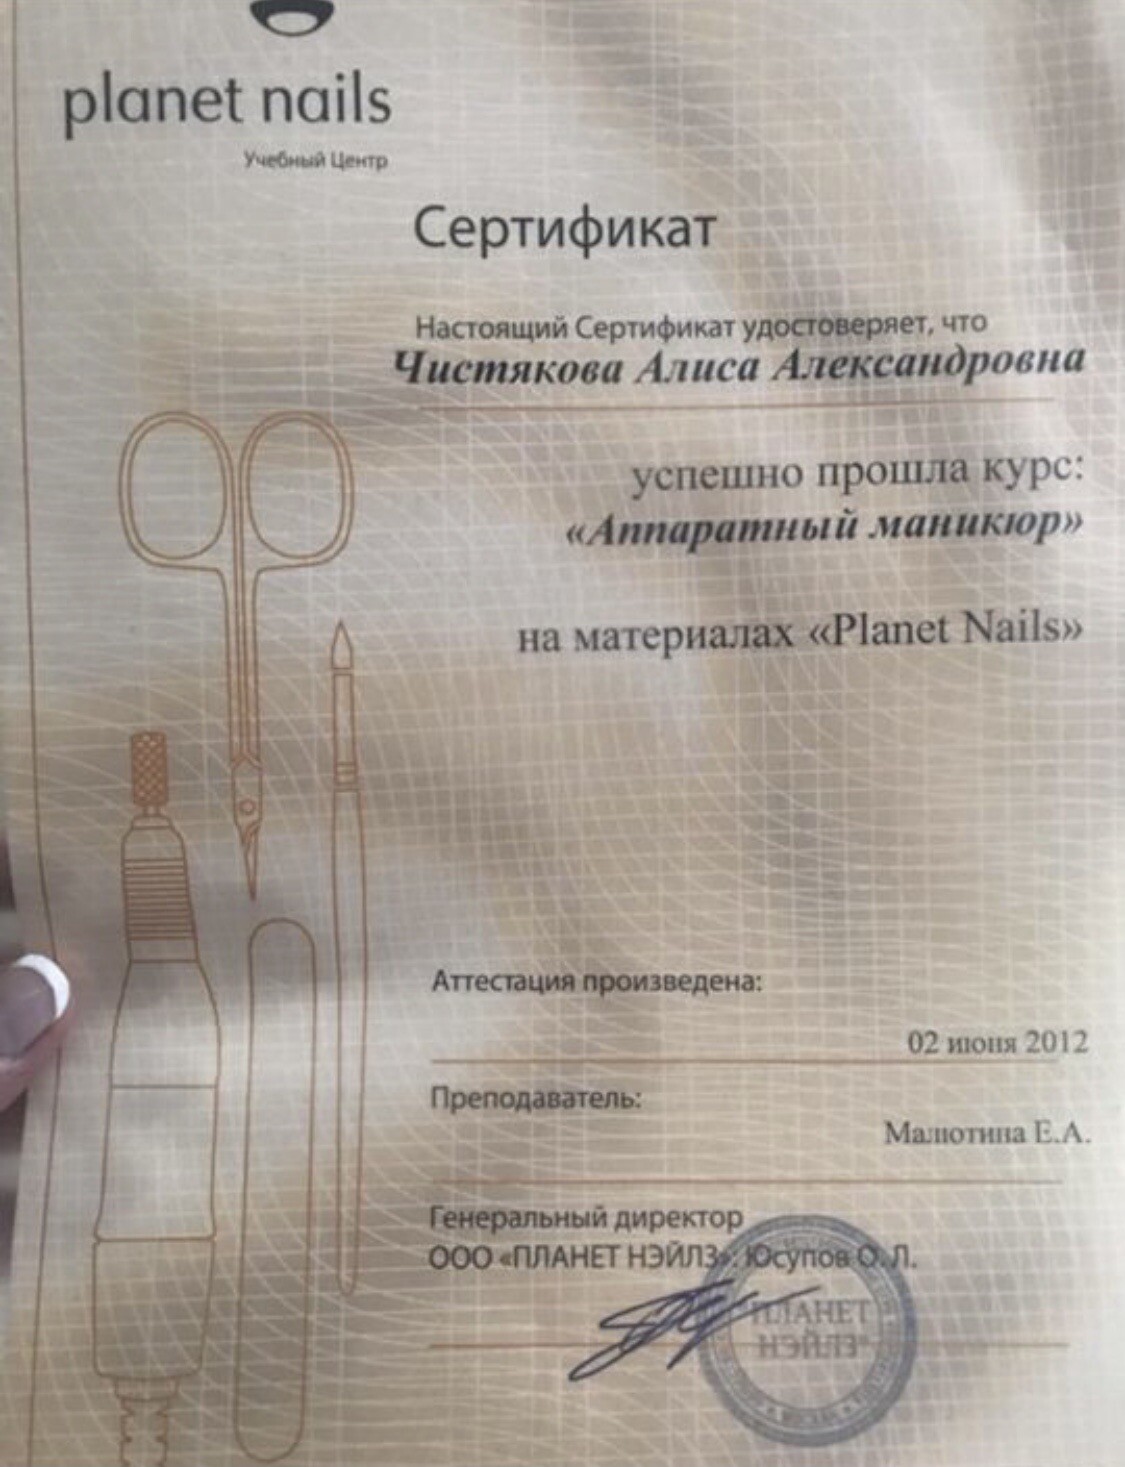 planet nails
Учебный Центр
Сертификат
Настоящий Сертификат удостоверяет, что
Чистякова Алиса Александровна
успешно прошла курс:
«Аппаратный маникюр»
на материалах «Planet Nails»
Аттестация произведена:
02 июня 2012
Преподаватель:
Малютина Е.А.
Генеральный директор
ООО «ПЛАНЕТ НЭЙЛЗ»: Юсупов О. Л.
"ПЛАНЕТ
НЭЙЛЗ"